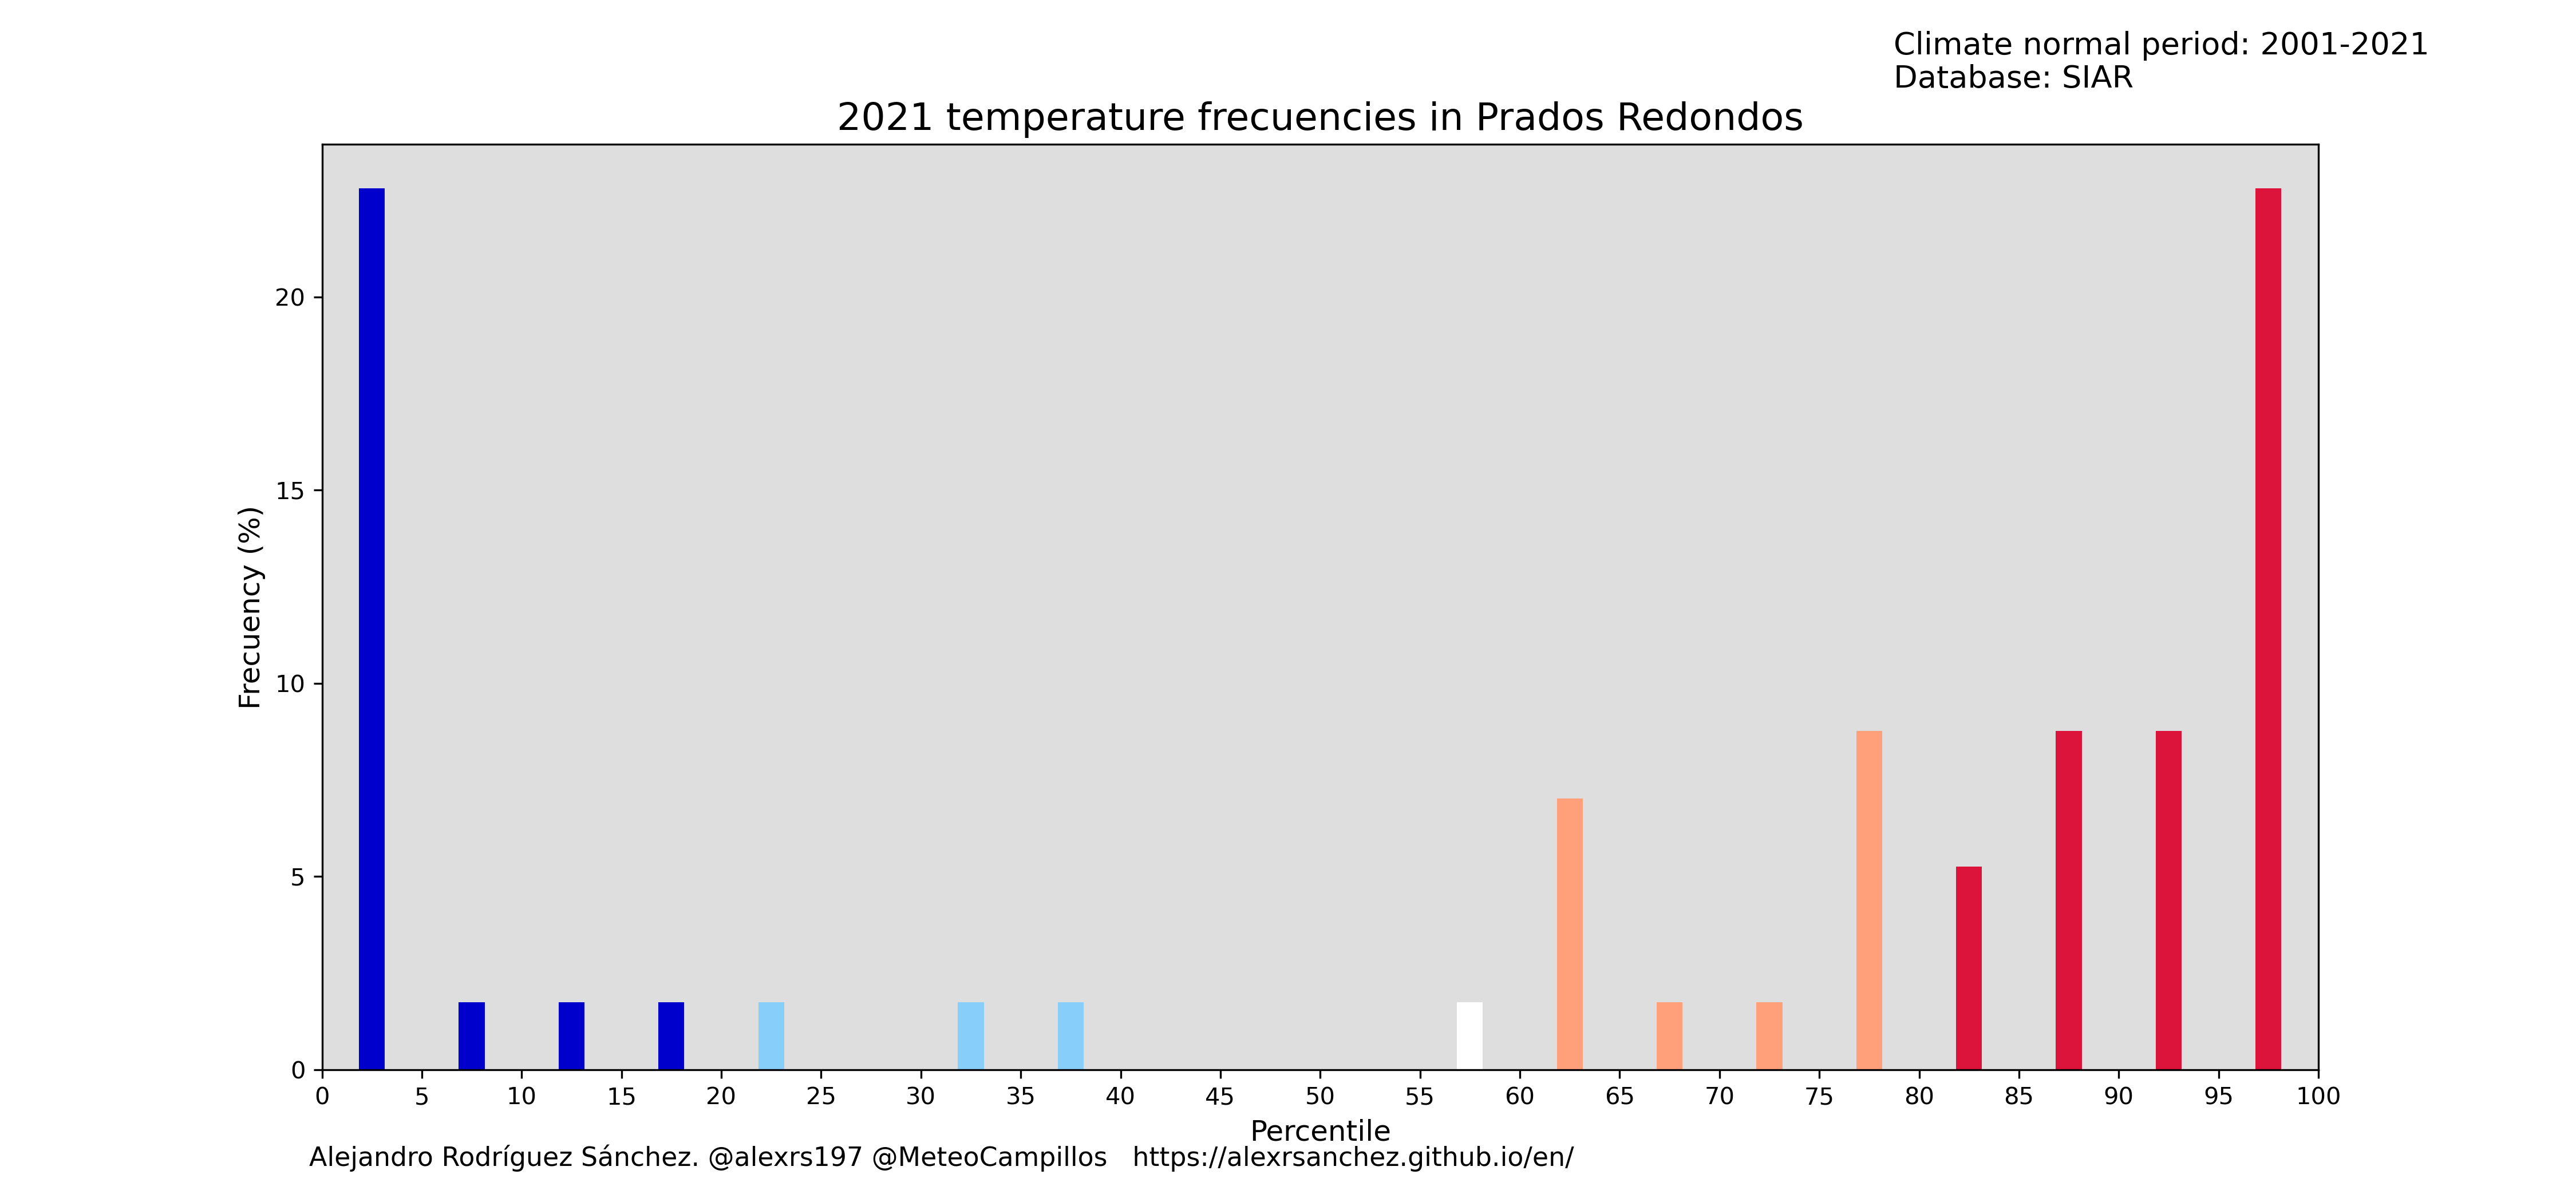 Climate normal period: 2001-2021
Database: SIAR
2021 temperature frecuencies in Prados Redondos
Frecuency (%)
20
15
10
5
0
0 5 10 15 20 25 30 35 40 45 50 55 60 65 70 75 80 85 90 95 100
Percentile
Alejandro Rodríguez Sánchez. @alexrs197 @MeteoCampillos https://alexrsanchez.github.io/en/